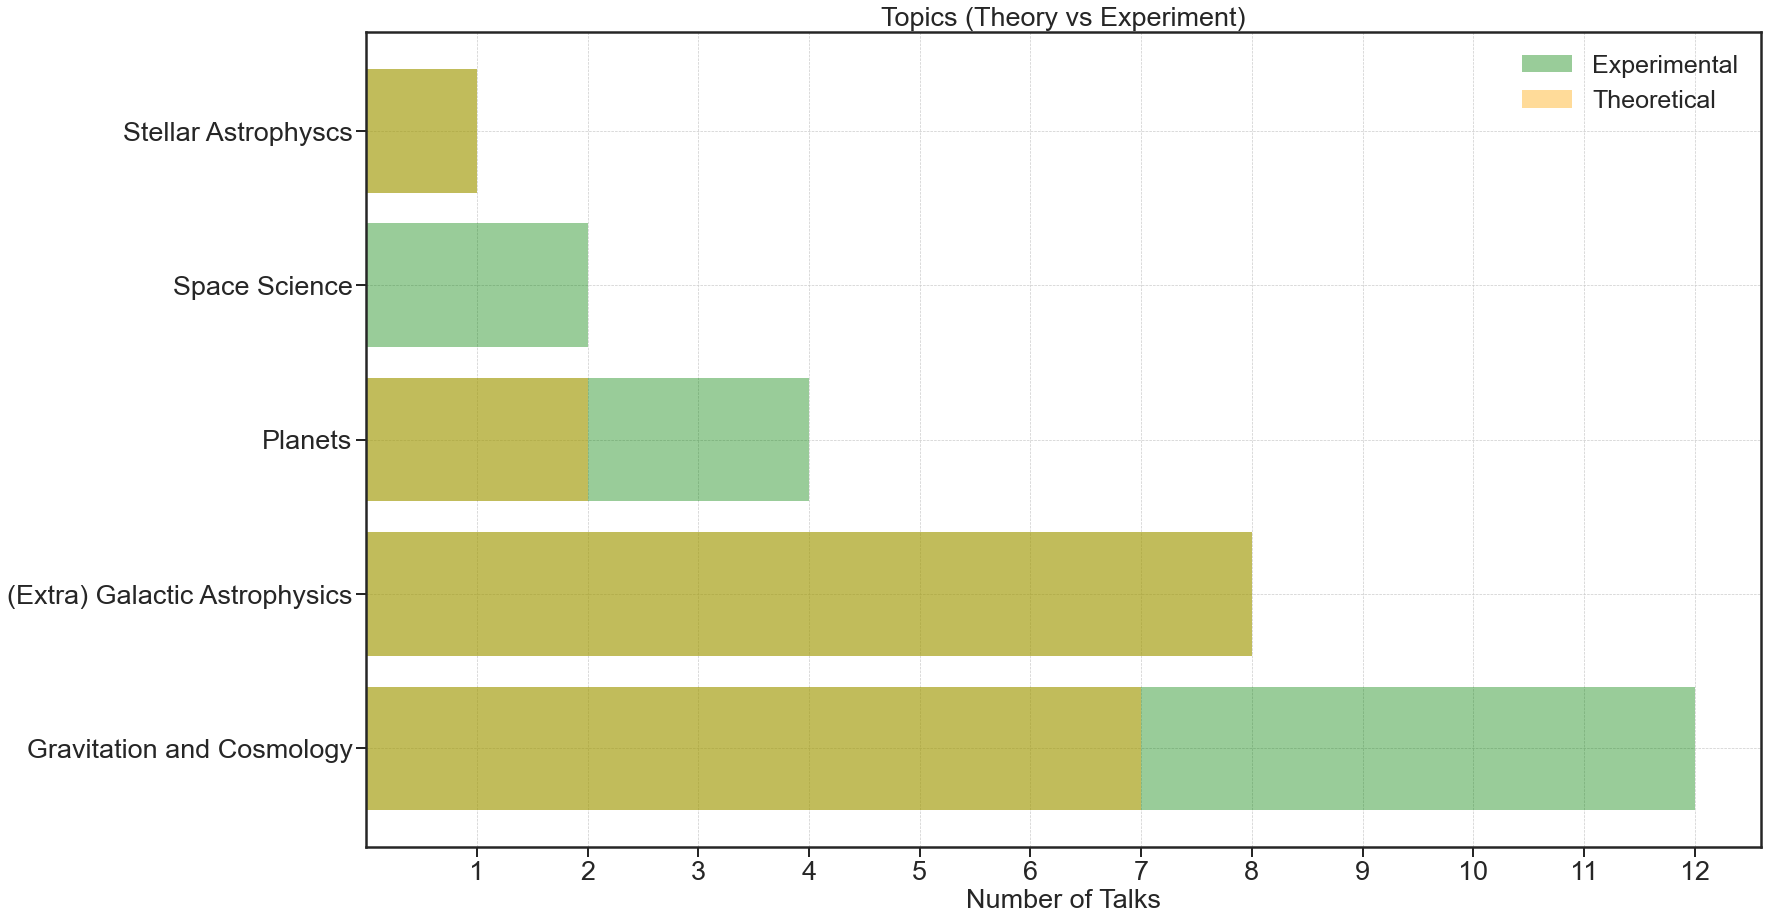 Topics (Theory vs Experiment)
Experimental
Theoretical
Stellar Astrophyscs
Space Science
Planets
(Extra) Galactic Astrophysics
Gravitation and Cosmology
1 2 3 4 5 6 7 8 9 10 11 12
Number of Talks